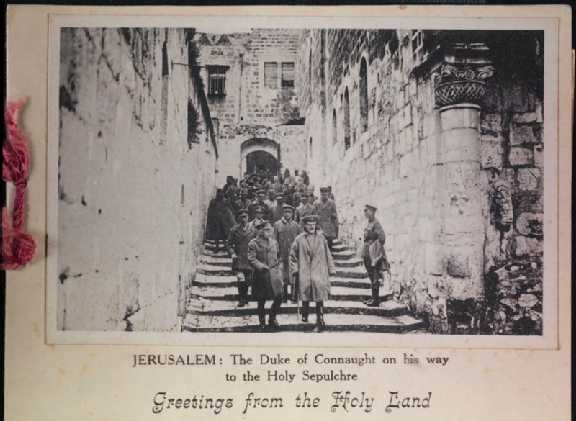 JERUSALEM: The Duke of Connaught on his way
to the Holy Sepulchre
Greetings from the Holy Land